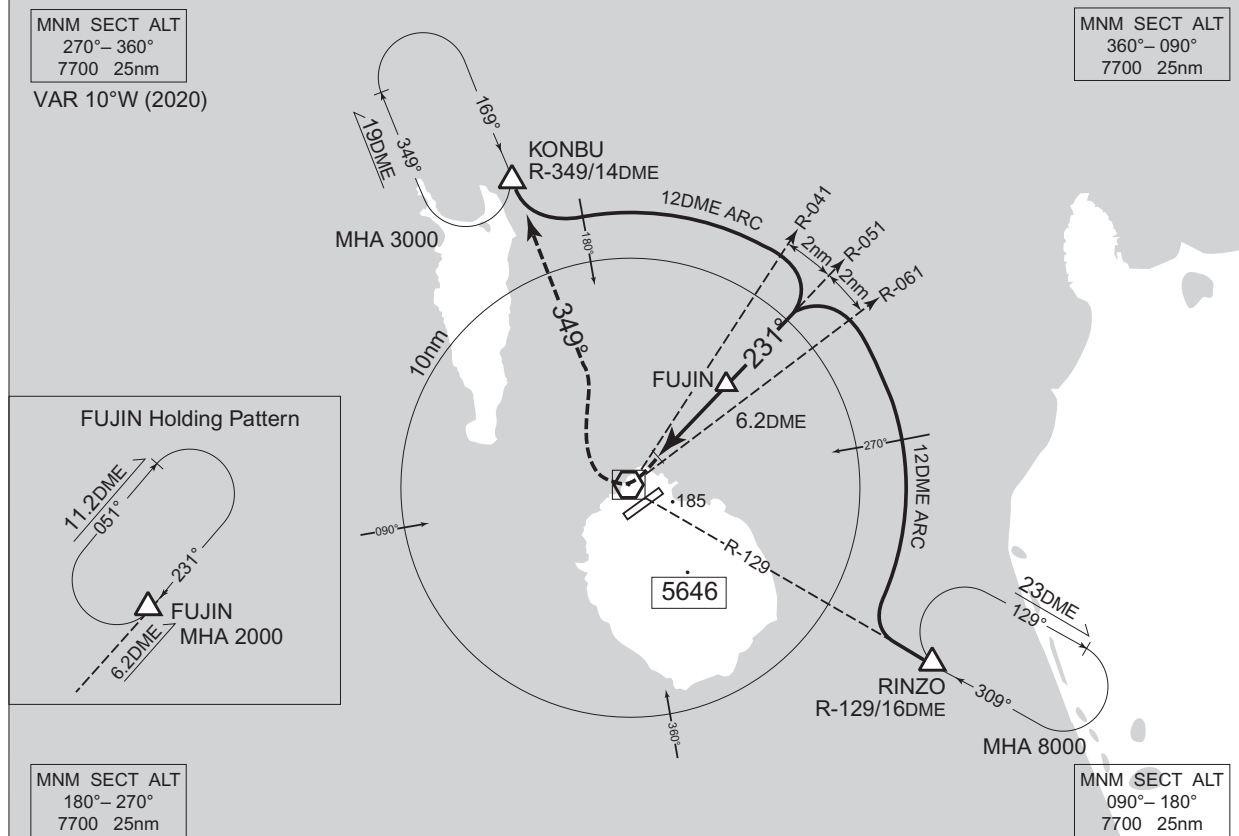 MNM SECT ALT
270°– 360°
7700 25nm
VAR 10°W (2020)
MNM SECT ALT
360°– 090°
7700 25nm
169°
349°
19DME
KONBU
R-349/14DME
MHA 3000
180°
12DME ARC
R-041
2nm
R-051
2nm
R-061
349°
10nm
231°
FUJIN
6.2DME
270°
12DME ARC
090°
185
R-129
5646
360°
23DME
129°
309°
RINZO
R-129/16DME
MHA 8000
FUJIN Holding Pattern
11.2DME
051°
231°
FUJIN
MHA 2000
6.2DME
MNM SECT ALT
180°– 270°
7700 25nm
MNM SECT ALT
090°– 180°
7700 25nm